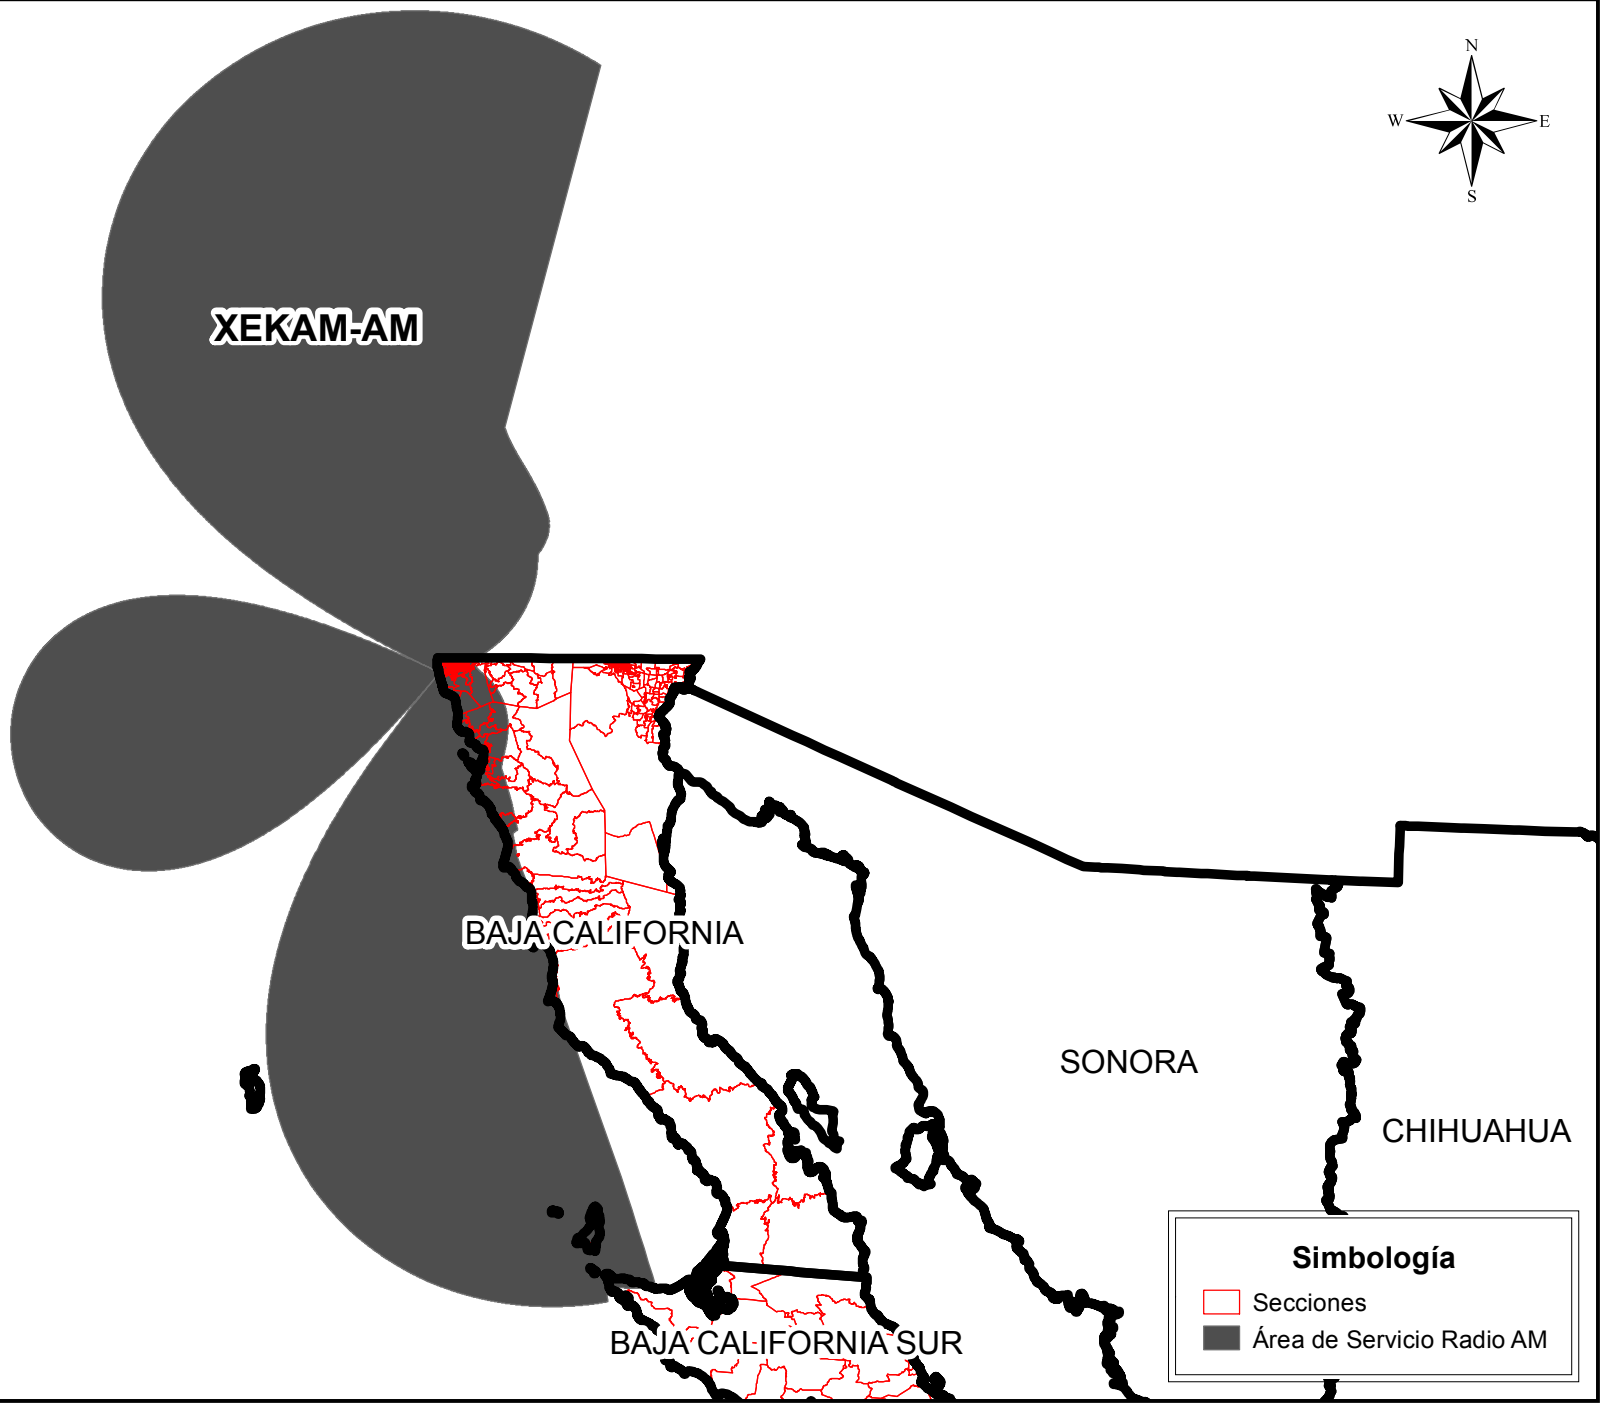 N
W
E
S
XEKAM-AM
BAJA CALIFORNIA
SONORA
CHIHUAHUA
BAJA CALIFORNIA SUR
Simbología
Secciones
Área de Servicio Radio AM